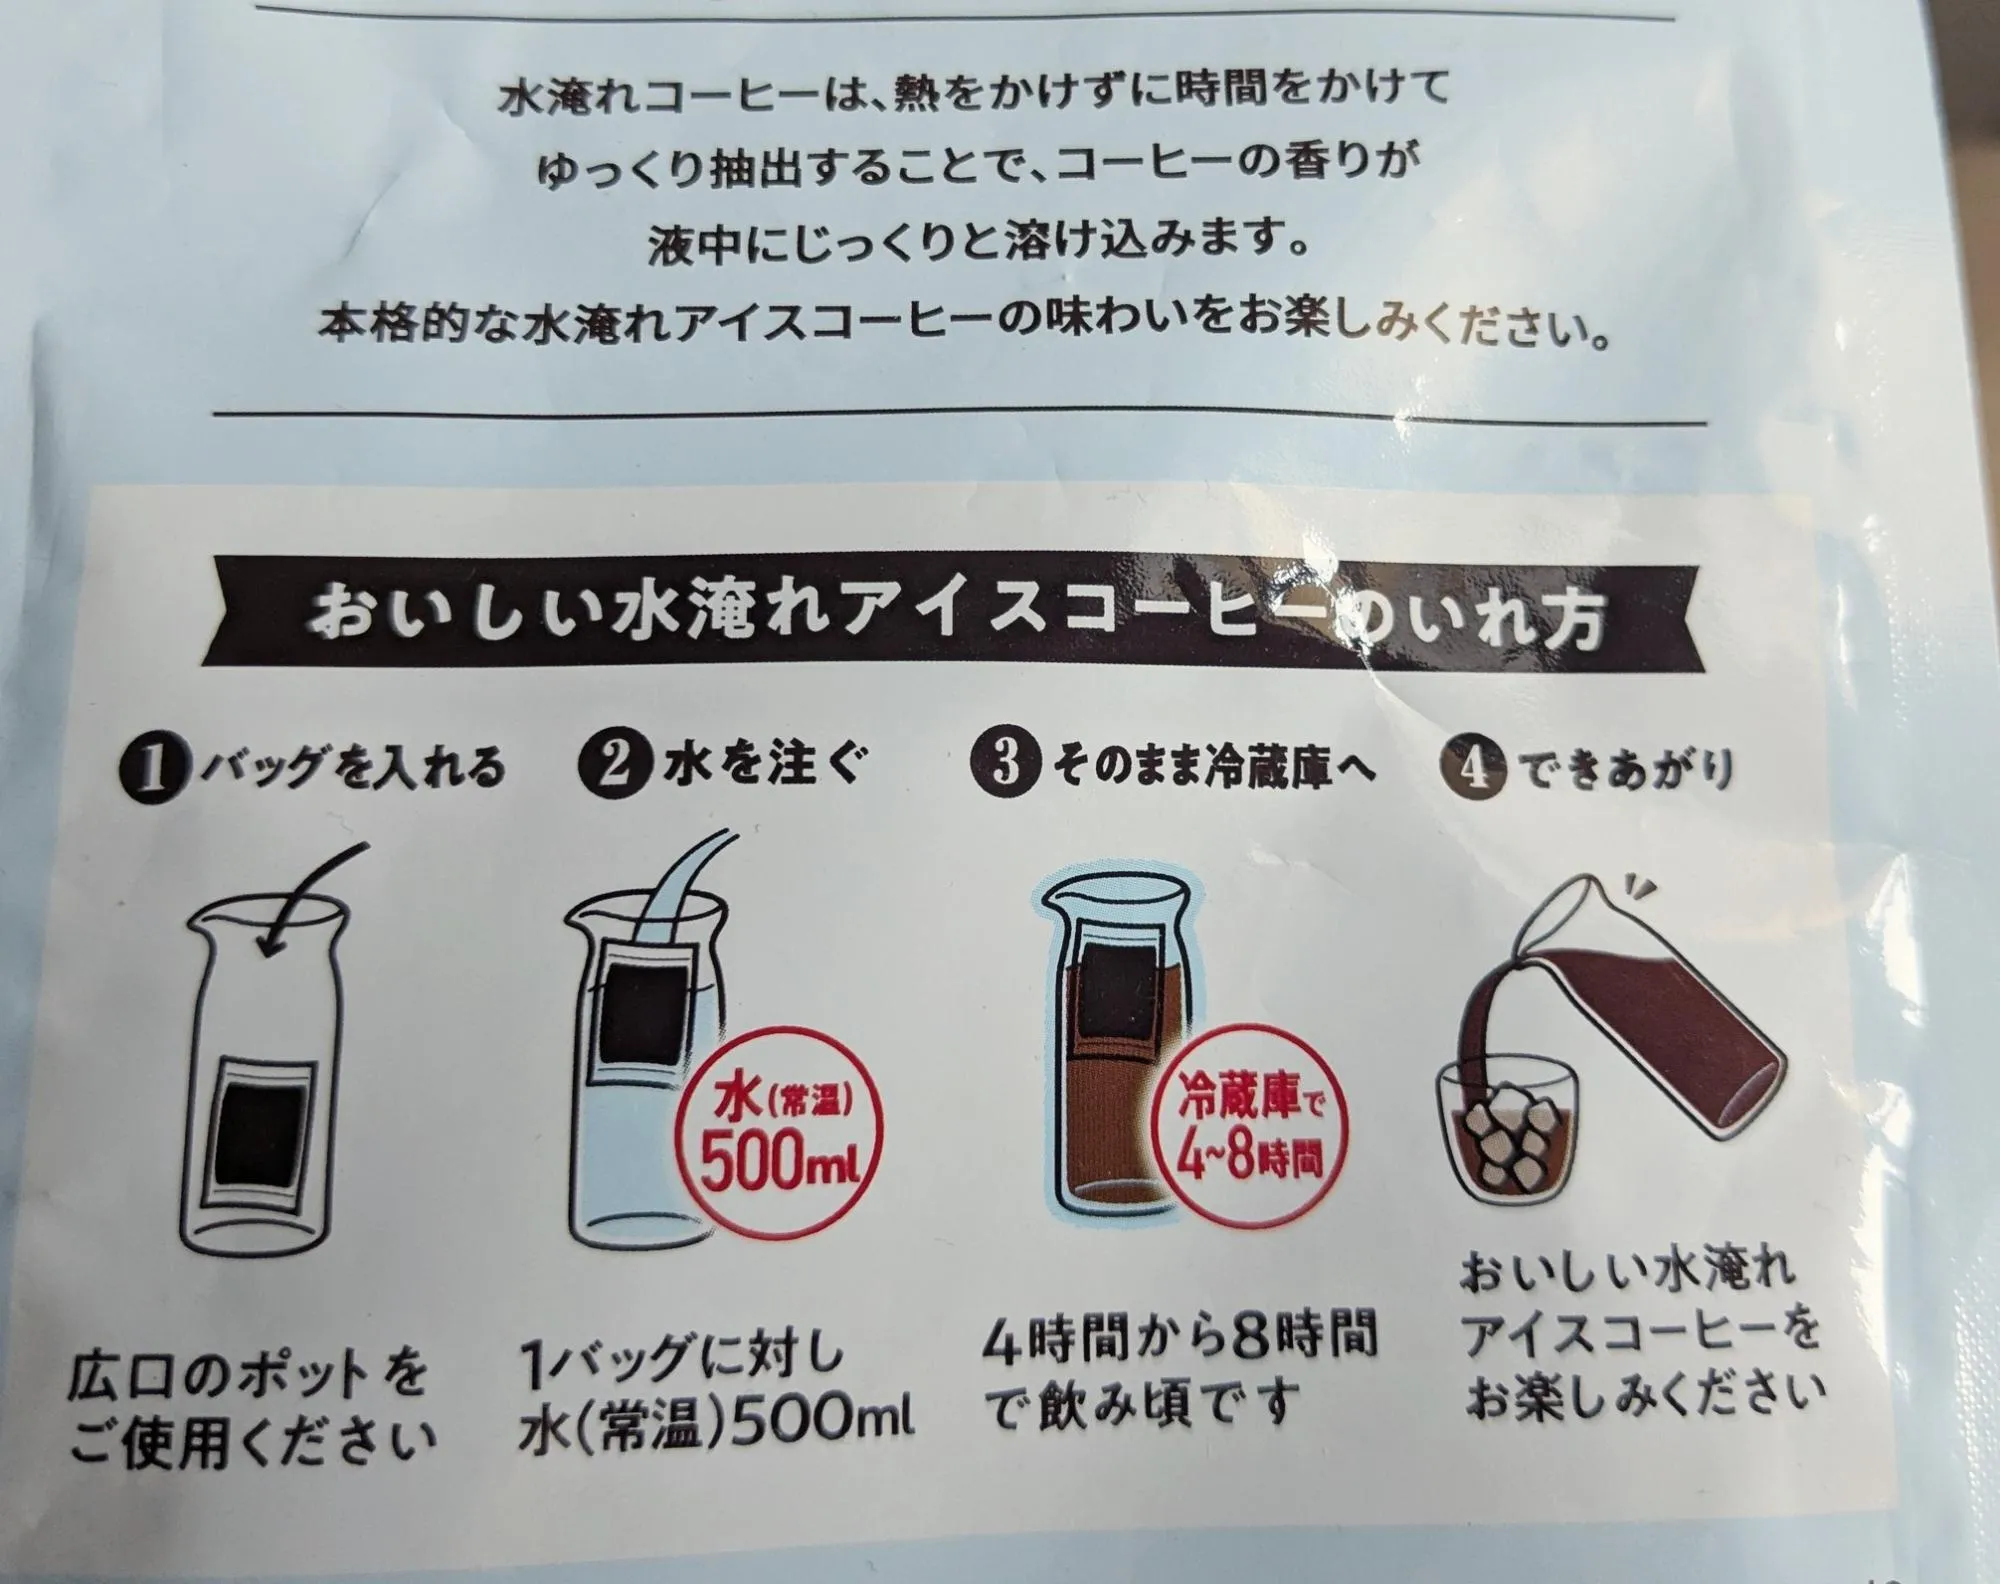 水淹れコーヒーは、熱をかけずに時間をかけて
ゆっくり抽出することで、コーヒーの香りが
液中にじっくりと溶け込みます。
本格的な水淹れアイスコーヒーの味わいをお楽しみください。
おいしい水淹れアイスコーヒーのいれ方
1 バッグを入れる
広口のポットを
ご使用ください
2 水を注ぐ
水(常温)
500ml
1バッグに対し
水(常温)500ml
3 そのまま冷蔵庫へ
冷蔵庫で
4~8時間
4時間から8時間
で飲み頃です
4 できあがり
おいしい水淹れ
アイスコーヒーを
お楽しみください